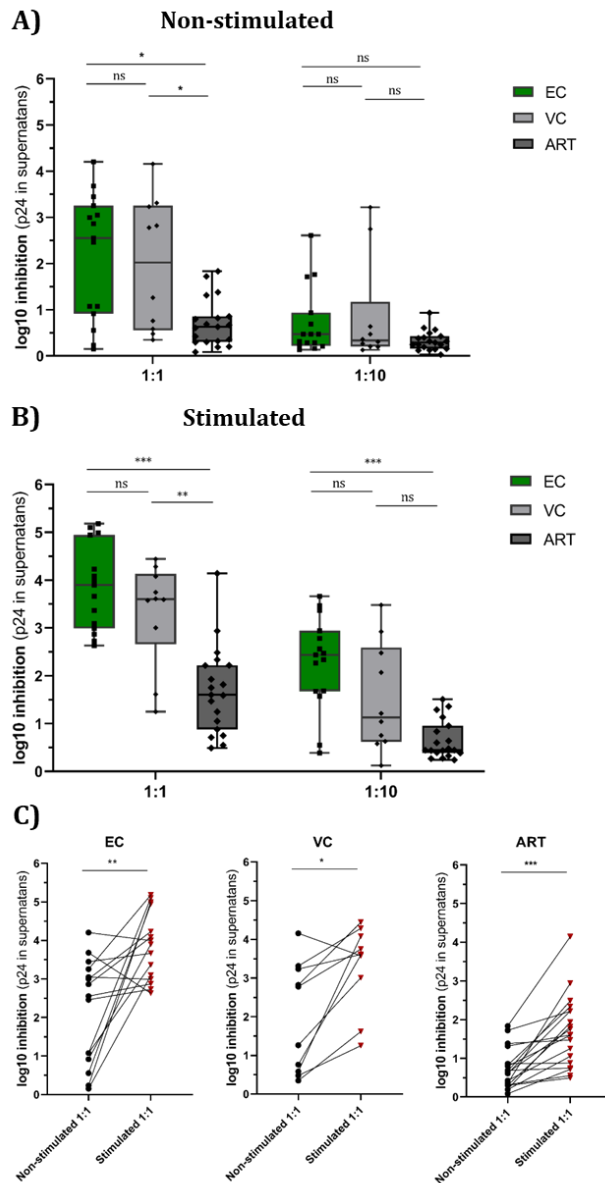 A) Non-stimulated
* ns
ns * ns ns
EC
VC
ART
log10 inhibition (p24 in supernatans)
6
5
4
3
2
1
0
1:1 1:10
B) Stimulated
*** ***
ns ** ns ns
EC
VC
ART
log10 inhibition (p24 in supernatans)
6
5
4
3
2
1
0
1:1 1:10
C)
EC VC ART
** * ***
log10 inhibition (p24 in supernatans)
6
5
4
3
2
1
0
Non-stimulated 1:1
Stimulated 1:1
log10 inhibition (p24 in supernatans)
6
5
4
3
2
1
0
Non-stimulated 1:1
Stimulated 1:1
log10 inhibition (p24 in supernatans)
6
5
4
3
2
1
0
Non-stimulated 1:1
Stimulated 1:1